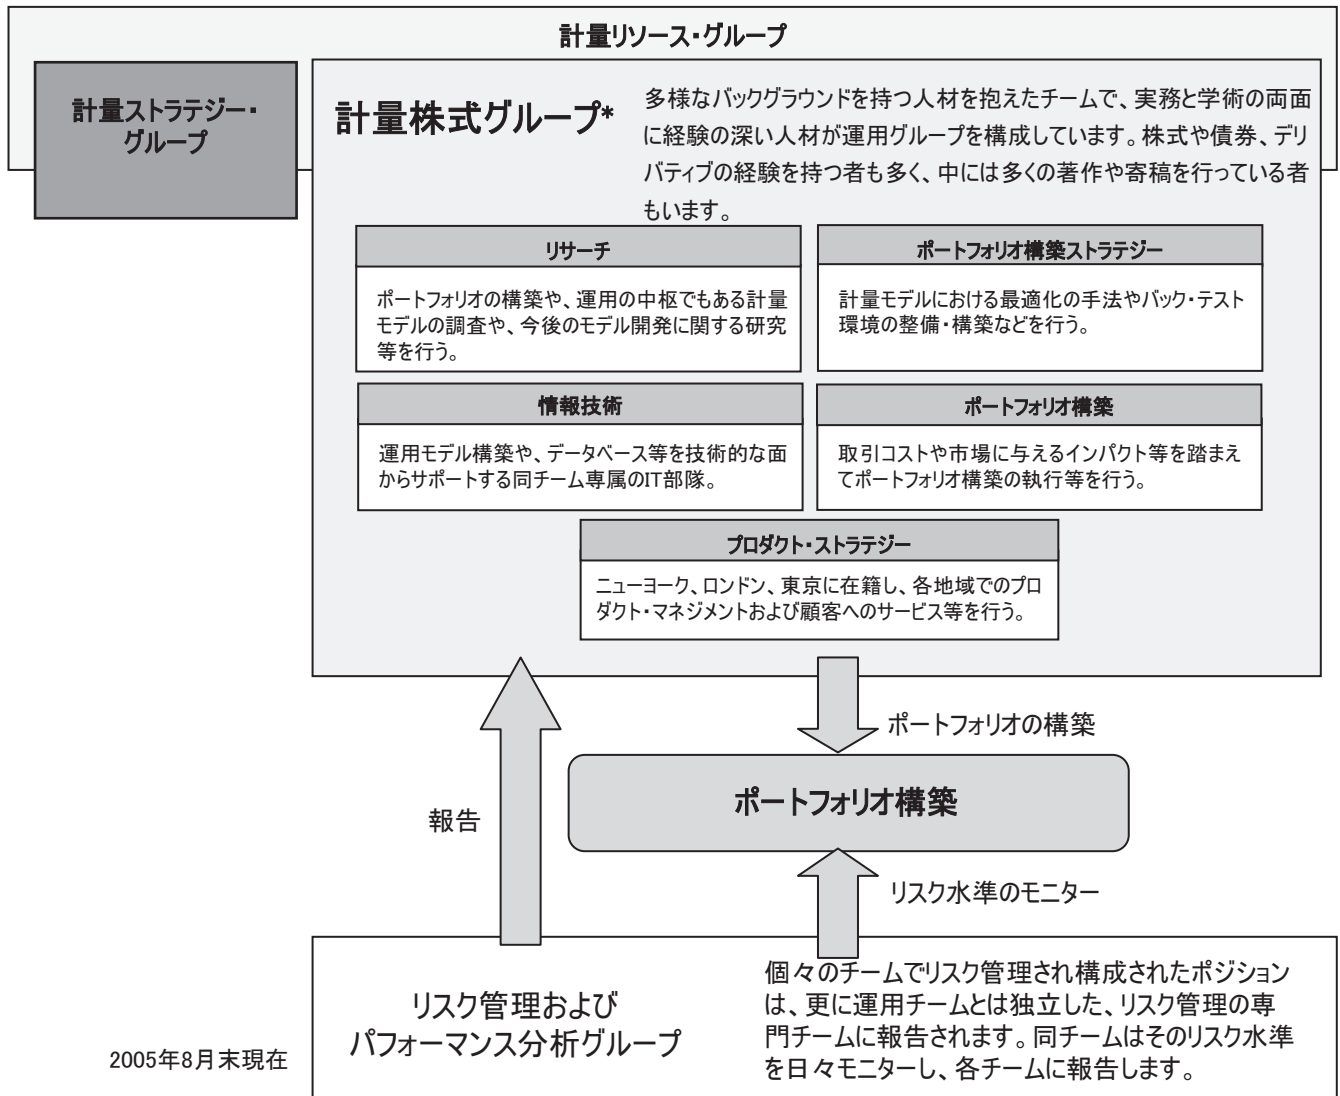 計量リソース・グループ
計量ストラテジー・
グループ
計量株式グループ*
多様なバックグラウンドを持つ人材を抱えたチームで、実務と学術の両面
に経験の深い人材が運用グループを構成しています。株式や債券、デリ
バティブの経験を持つ者も多く、中には多くの著作や寄稿を行っている者
もいます。
リサーチ
ポートフォリオの構築や、運用の中枢でもある計量
モデルの調査や、今後のモデル開発に関する研究
等を行う。
ポートフォリオ構築ストラテジー
計量モデルにおける最適化の手法やバック・テスト
環境の整備・構築などを行う。
情報技術
運用モデル構築や、データベース等を技術的な面
からサポートする同チーム専属のIT部隊。
ポートフォリオ構築
取引コストや市場に与えるインパクト等を踏まえ
てポートフォリオ構築の執行等を行う。
プロダクト・ストラテジー
ニューヨーク、ロンドン、東京に在籍し、各地域でのプロ
ダクト・マネジメントおよび顧客へのサービス等を行う。
ポートフォリオの構築
ポートフォリオ構築
報告
リスク水準のモニター
リスク管理および
パフォーマンス分析グループ
個々のチームでリスク管理され構成されたポジション
は、更に運用チームとは独立した、リスク管理の専
門チームに報告されます。同チームはそのリスク水準
を日々モニターし、各チームに報告します。
2005年8月末現在